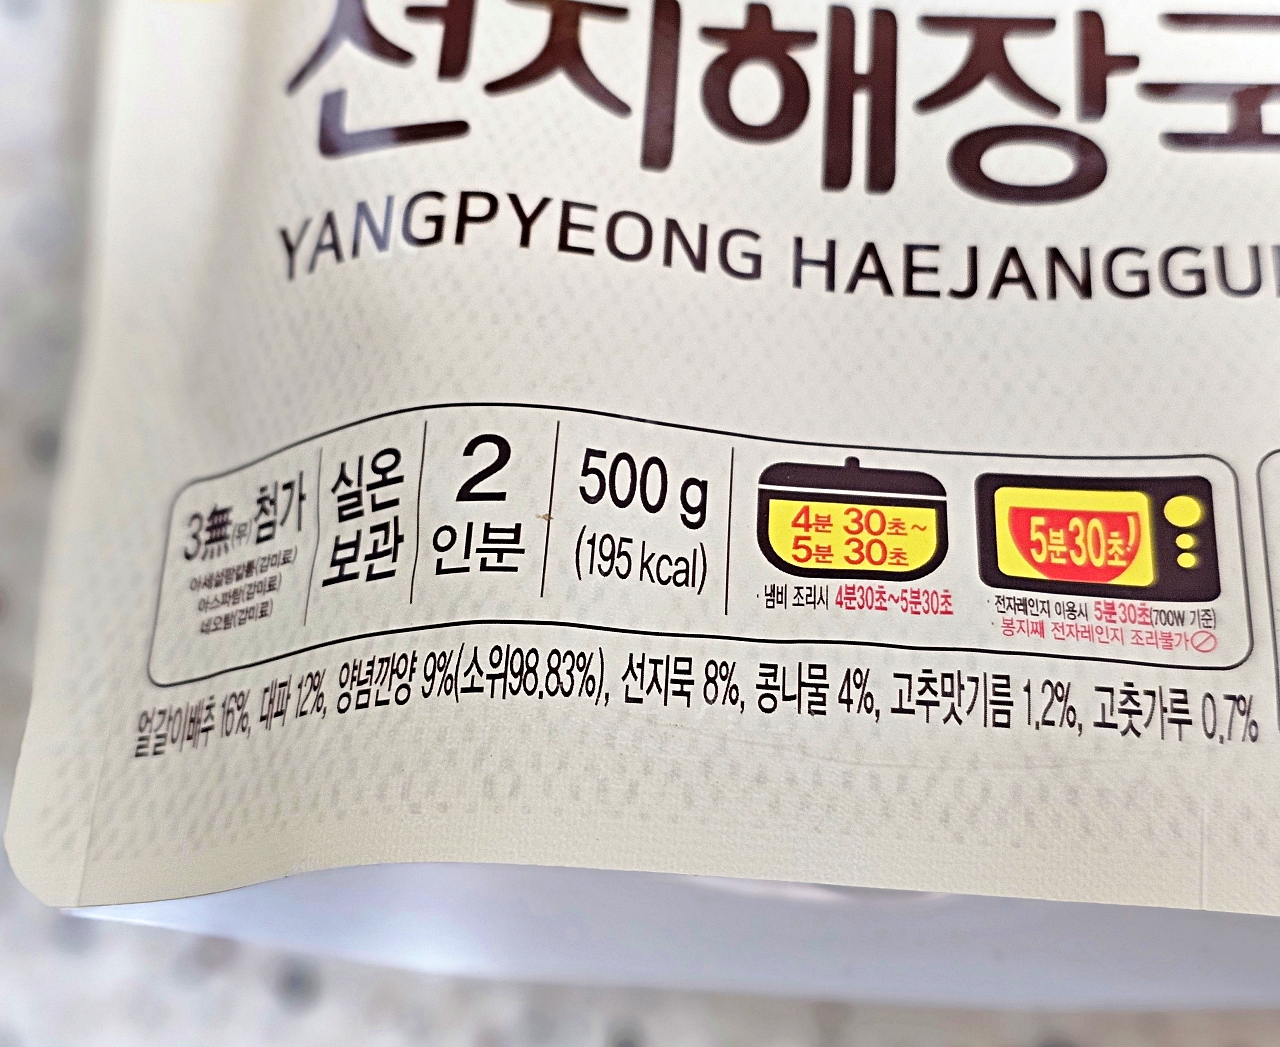 선지해장국
YANGPYEONG HAEJANGGU
3無(무)첨가
아세설팜칼륨(감미료)
아스파탐(감미료)
네오탐(감미료)
실온
보관
2
인분
500 g
(195 kcal)
4분 30초~
5분 30초
· 냄비 조리시 4분30초~5분30초
5분30초
· 전자레인지 이용시 5분30초(700W 기준)
· 봉지째 전자레인지 조리불가
얼갈이배추 16%, 대파 12%, 양념깐양 9%(소위98.83%), 선지묵 8%, 콩나물 4%, 고추맛기름 1.2%, 고춧가루 0.7%